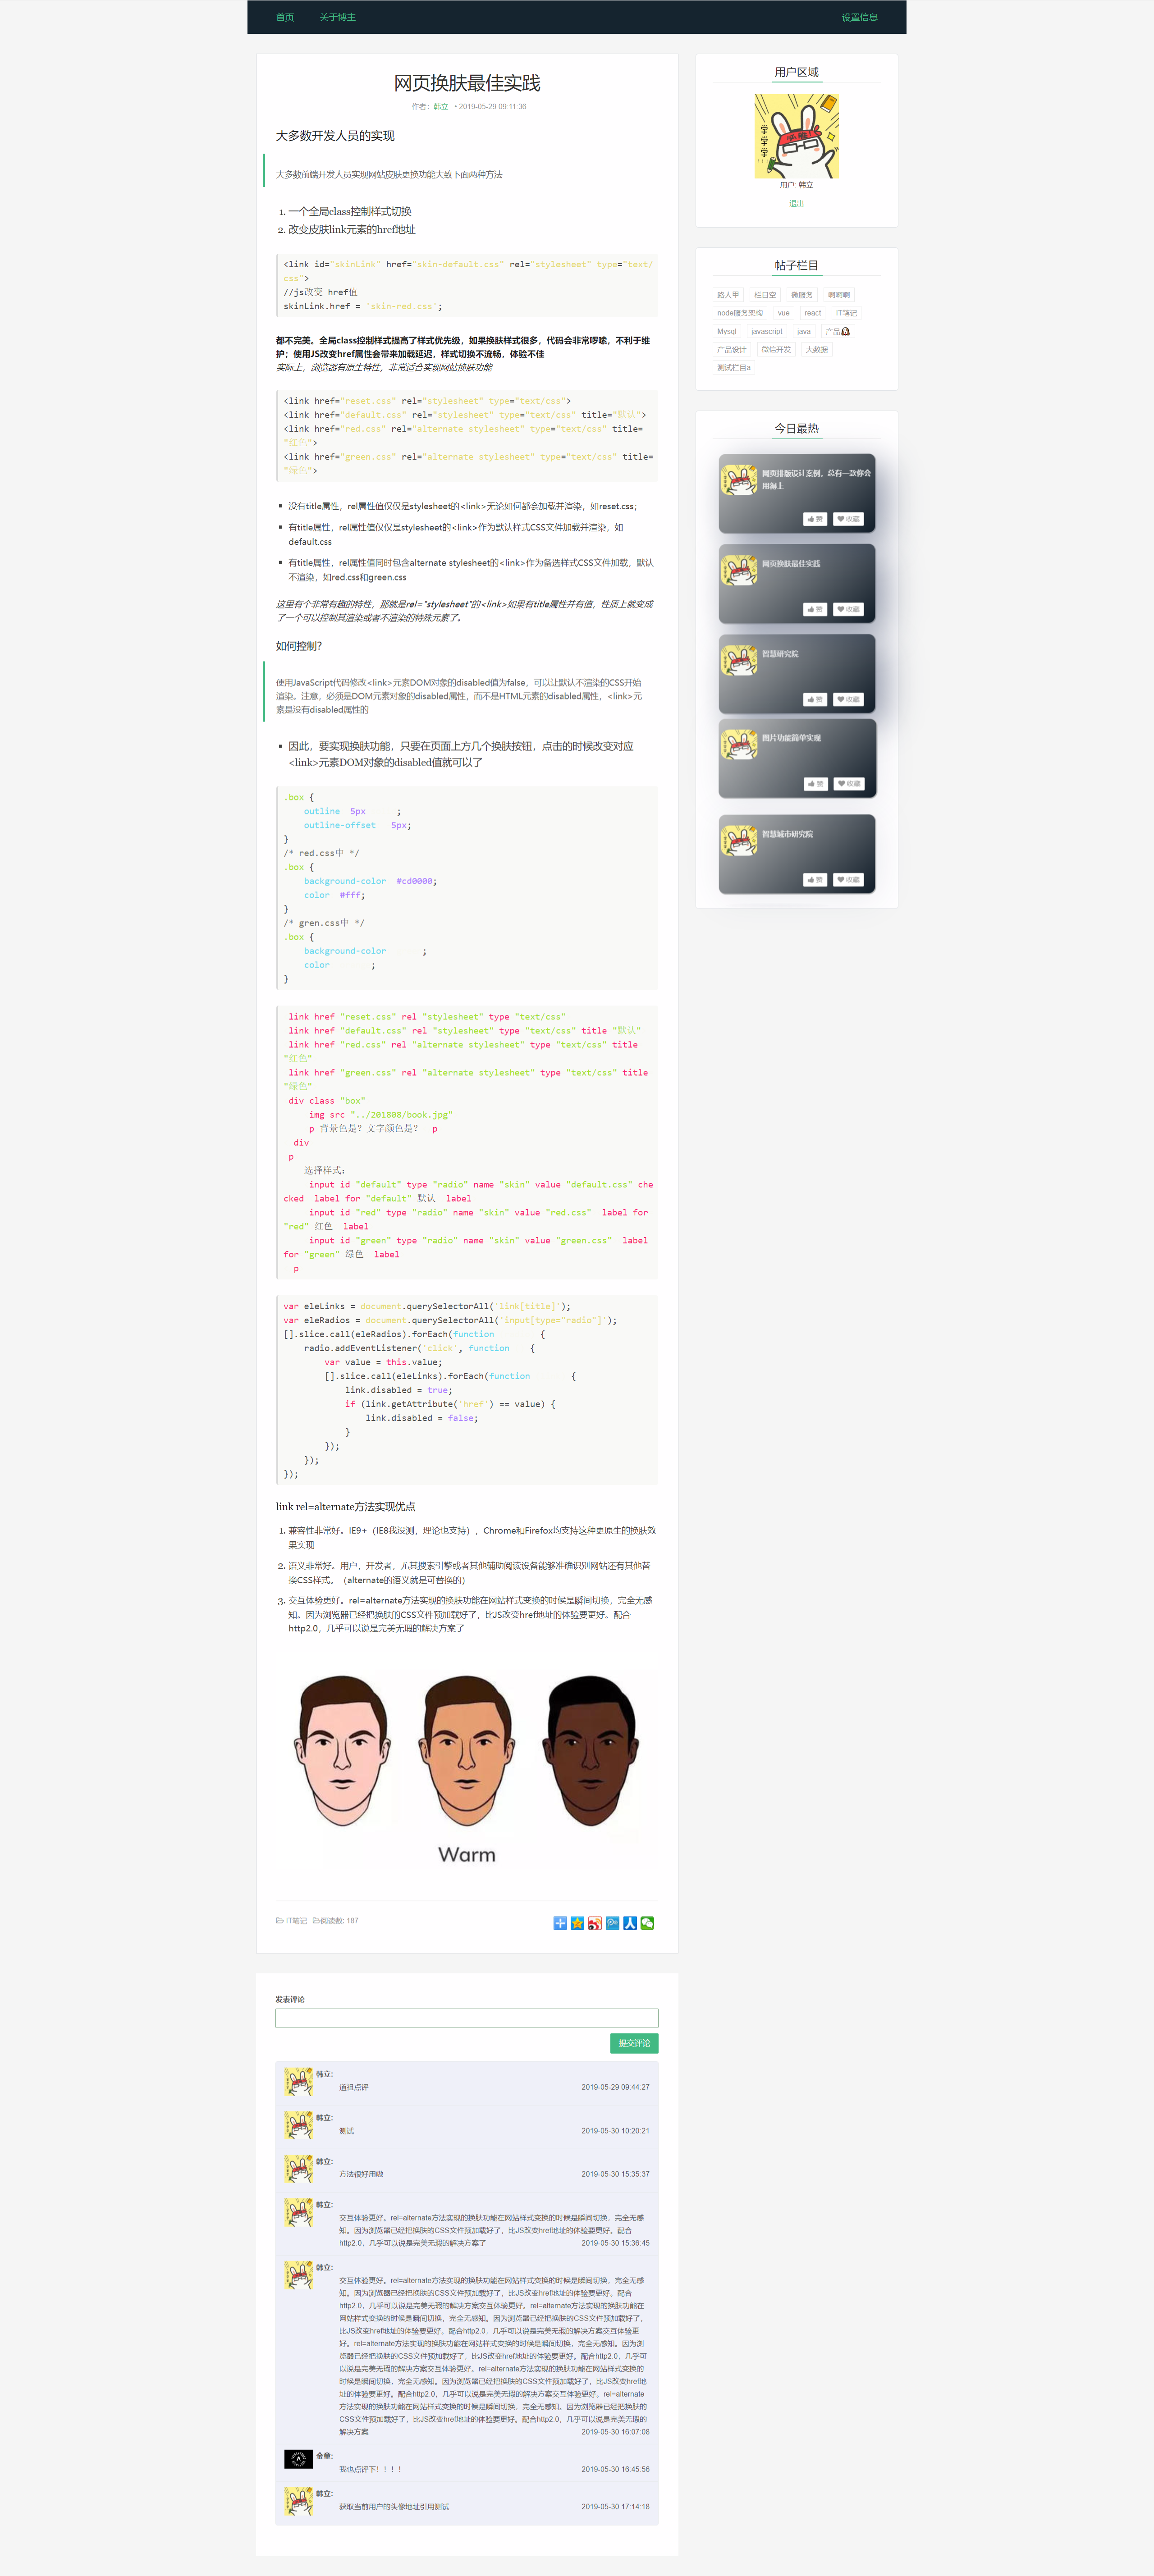 首页 关于博主 设置信息
网页换肤最佳实践
作者：韩立 • 2019-05-29 09:11:36
大多数开发人员的实现
大多数前端开发人员实现网站皮肤更换功能大致下面两种方法
1. 一个全局class控制样式切换
2. 改变皮肤link元素的href地址
<link id="skinLink" href="skin-default.css" rel="stylesheet" type="text/
css">
//js改变 href值
skinLink.href = 'skin-red.css';
都不完美。全局class控制样式提高了样式优先级，如果换肤样式很多，代码会非常啰嗦，不利于维
护；使用JS改变href属性会带来加载延迟，样式切换不流畅，体验不佳
实际上，浏览器有原生特性，非常适合实现网站换肤功能
<link href="reset.css" rel="stylesheet" type="text/css">
<link href="default.css" rel="stylesheet" type="text/css" title="默认">
<link href="red.css" rel="alternate stylesheet" type="text/css" title=
"红色">
<link href="green.css" rel="alternate stylesheet" type="text/css" title=
"绿色">
▪ 没有title属性，rel属性值仅仅是stylesheet的<link>无论如何都会加载并渲染，如reset.css；
▪ 有title属性，rel属性值仅仅是stylesheet的<link>作为默认样式CSS文件加载并渲染，如
default.css
▪ 有title属性，rel属性值同时包含alternate stylesheet的<link>作为备选样式CSS文件加载，默认
不渲染，如red.css和green.css
这里有个非常有趣的特性，那就是rel="stylesheet"的<link>如果有title属性并有值，性质上就变成
了一个可以控制其渲染或者不渲染的特殊元素了。
如何控制?
使用JavaScript代码修改<link>元素DOM对象的disabled值为false，可以让默认不渲染的CSS开始
渲染。注意，必须是DOM元素对象的disabled属性，而不是HTML元素的disabled属性，<link>元
素是没有disabled属性的
▪ 因此，要实现换肤功能，只要在页面上方几个换肤按钮，点击的时候改变对应
<link>元素DOM对象的disabled值就可以了
.box {
outline 5px ;
outline-offset 5px;
}
/* red.css中 */
.box {
background-color #cd0000;
color #fff;
}
/* gren.css中 */
.box {
background-color ;
color ;
}
link href "reset.css" rel "stylesheet" type "text/css"
link href "default.css" rel "stylesheet" type "text/css" title "默认"
link href "red.css" rel "alternate stylesheet" type "text/css" title
"红色"
link href "green.css" rel "alternate stylesheet" type "text/css" title
"绿色"
div class "box"
img src "../201808/book.jpg"
p 背景色是? 文字颜色是? p
div
p
选择样式：
input id "default" type "radio" name "skin" value "default.css" che
cked label for "default" 默认 label
input id "red" type "radio" name "skin" value "red.css" label for
"red" 红色 label
input id "green" type "radio" name "skin" value "green.css" label
for "green" 绿色 label
p
var eleLinks = document.querySelectorAll('link[title]');
var eleRadios = document.querySelectorAll('input[type="radio"]');
[].slice.call(eleRadios).forEach(function {
radio.addEventListener('click', function {
var value = this.value;
[].slice.call(eleLinks).forEach(function {
link.disabled = true;
if (link.getAttribute('href') == value) {
link.disabled = false;
}
});
});
});
link rel=alternate方法实现优点
1. 兼容性非常好。IE9+（IE8我没测，理论也支持），Chrome和Firefox均支持这种更原生的换肤效
果实现
2. 语义非常好。用户，开发者，尤其搜索引擎或者其他辅助阅读设备能够准确识别网站还有其他替
换CSS样式。（alternate的语义就是可替换的）
3. 交互体验更好。rel=alternate方法实现的换肤功能在网站样式变换的时候是瞬间切换，完全无感
知。因为浏览器已经把换肤的CSS文件预加载好了，比JS改变href地址的体验要更好。配合
http2.0，几乎可以说是完美无瑕的解决方案了
Warm
IT笔记 阅读数: 187
发表评论
提交评论
韩立：
道祖点评 2019-05-29 09:44:27
韩立：
测试 2019-05-30 10:20:21
韩立：
方法很好用嗷 2019-05-30 15:35:37
韩立：
交互体验更好。rel=alternate方法实现的换肤功能在网站样式变换的时候是瞬间切换，完全无感
知。因为浏览器已经把换肤的CSS文件预加载好了，比JS改变href地址的体验要更好。配合
http2.0，几乎可以说是完美无瑕的解决方案了 2019-05-30 15:36:45
韩立：
交互体验更好。rel=alternate方法实现的换肤功能在网站样式变换的时候是瞬间切换，完全无感
知。因为浏览器已经把换肤的CSS文件预加载好了，比JS改变href地址的体验要更好。配合
http2.0，几乎可以说是完美无瑕的解决方案交互体验更好。rel=alternate方法实现的换肤功能在
网站样式变换的时候是瞬间切换，完全无感知。因为浏览器已经把换肤的CSS文件预加载好了，
比JS改变href地址的体验要更好。配合http2.0，几乎可以说是完美无瑕的解决方案交互体验更
好。rel=alternate方法实现的换肤功能在网站样式变换的时候是瞬间切换，完全无感知。因为浏
览器已经把换肤的CSS文件预加载好了，比JS改变href地址的体验要更好。配合http2.0，几乎可
以说是完美无瑕的解决方案交互体验更好。rel=alternate方法实现的换肤功能在网站样式变换的
时候是瞬间切换，完全无感知。因为浏览器已经把换肤的CSS文件预加载好了，比JS改变href地
址的体验要更好。配合http2.0，几乎可以说是完美无瑕的解决方案交互体验更好。rel=alternate
方法实现的换肤功能在网站样式变换的时候是瞬间切换，完全无感知。因为浏览器已经把换肤的
CSS文件预加载好了，比JS改变href地址的体验要更好。配合http2.0，几乎可以说是完美无瑕的
解决方案 2019-05-30 16:07:08
金童：
我也点评下！！！！ 2019-05-30 16:45:56
韩立：
获取当前用户的头像地址引用测试 2019-05-30 17:14:18
用户区域
用户: 韩立
退出
帖子栏目
路人甲 栏目空 微服务 啊啊啊
node服务架构 vue react IT笔记
Mysql javascript java 产品
产品设计 微信开发 大数据
测试栏目a
今日最热
网页排版设计案例，总有一款你会
用得上
赞 收藏
网页换肤最佳实践
赞 收藏
智慧研究院
赞 收藏
图片功能简单实现
赞 收藏
智慧城市研究院
赞 收藏